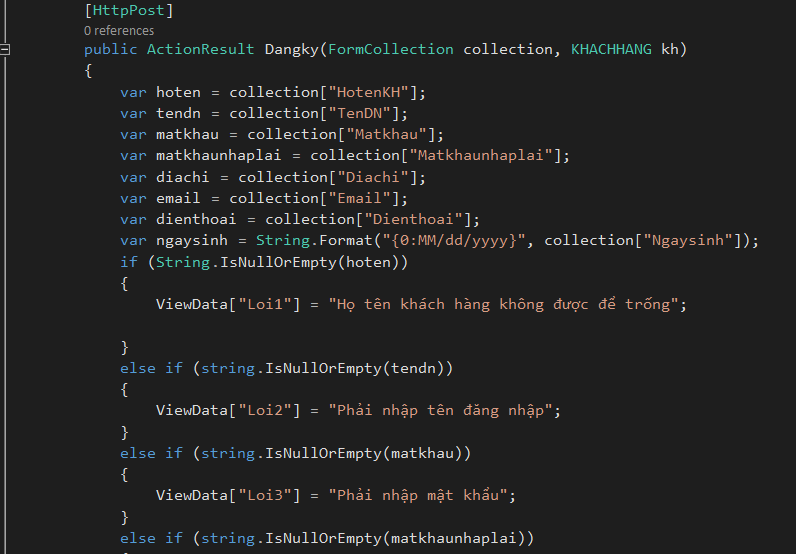 [HttpPost]
0 references
public ActionResult Dangky(FormCollection collection, KHACHHANG kh)
{
var hoten = collection["HotenKH"];
var tendn = collection["TenDN"];
var matkhau = collection["Matkhau"];
var matkhaunhaplai = collection["Matkhaunhaplai"];
var diachi = collection["Diachi"];
var email = collection["Email"];
var dienthoai = collection["Dienthoai"];
var ngaysinh = String.Format("{0:MM/dd/yyyy}", collection["Ngaysinh"]);
if (String.IsNullOrEmpty(hoten))
{
ViewData["Loi1"] = "Họ tên khách hàng không được để trống";
}
else if (string.IsNullOrEmpty(tendn))
{
ViewData["Loi2"] = "Phải nhập tên đăng nhập";
}
else if (string.IsNullOrEmpty(matkhau))
{
ViewData["Loi3"] = "Phải nhập mật khẩu";
}
else if (string.IsNullOrEmpty(matkhaunhaplai))